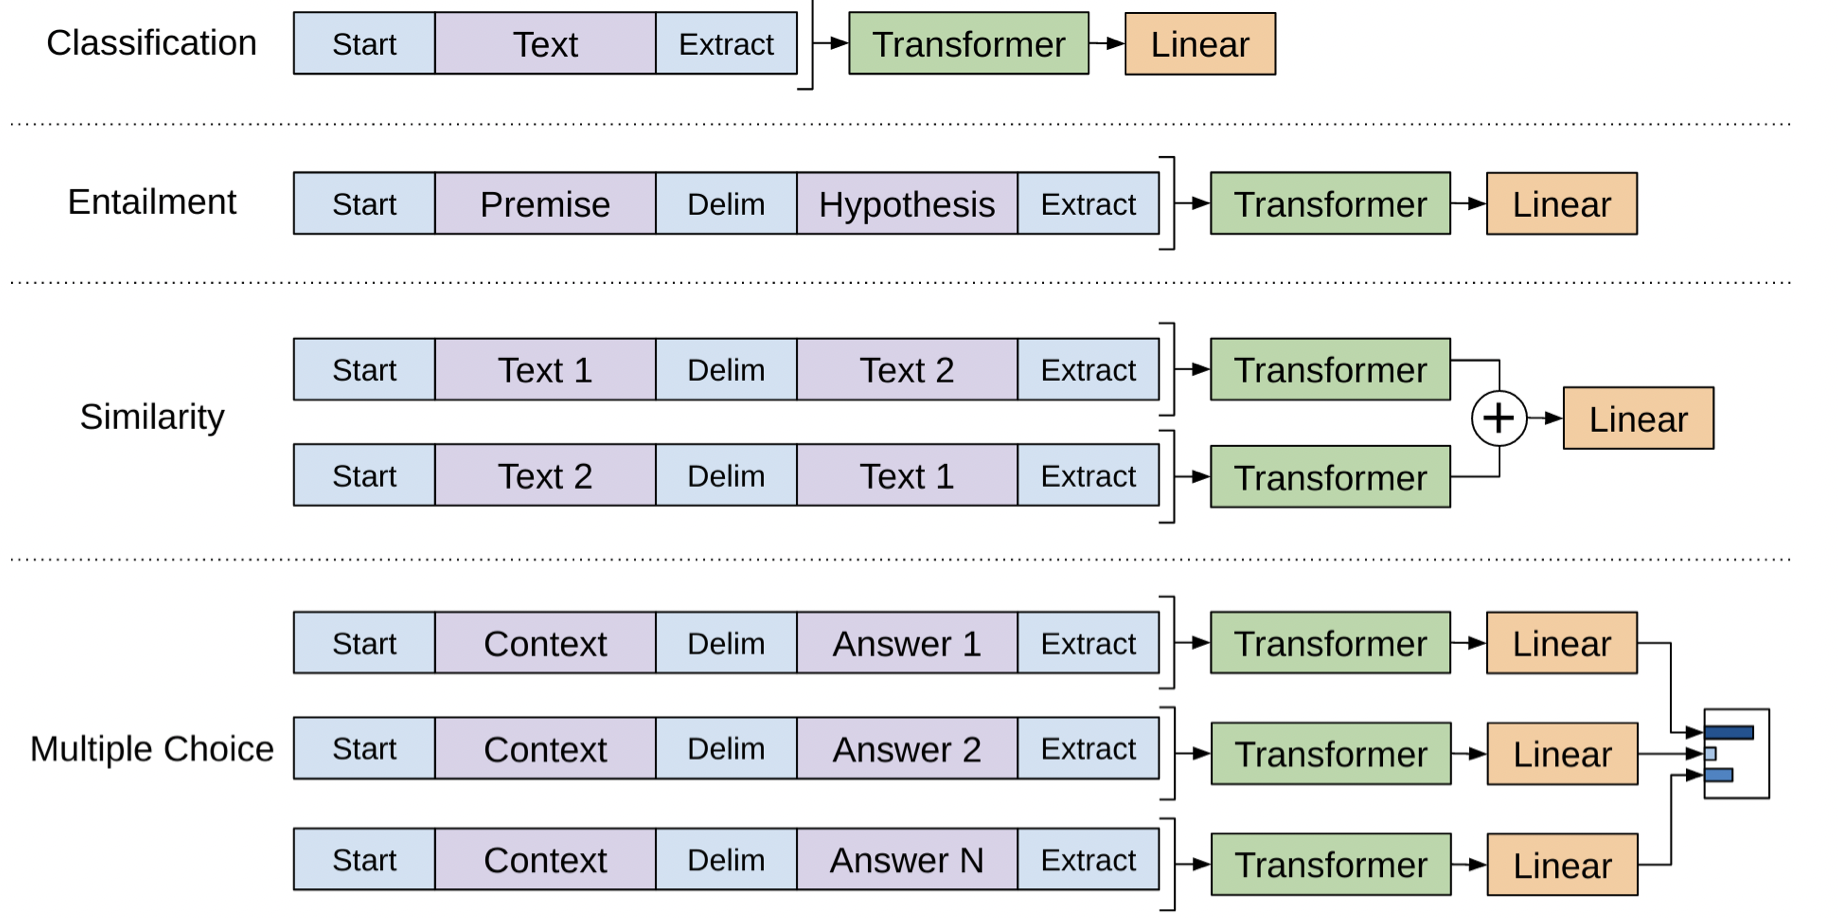 Classification Start Text Extract Transformer Linear
Entailment Start Premise Delim Hypothesis Extract Transformer Linear
Similarity
Start Text 1 Delim Text 2 Extract Transformer
+ Linear
Start Text 2 Delim Text 1 Extract Transformer
Multiple Choice
Start Context Delim Answer 1 Extract Transformer Linear
Start Context Delim Answer 2 Extract Transformer Linear
Start Context Delim Answer N Extract Transformer Linear